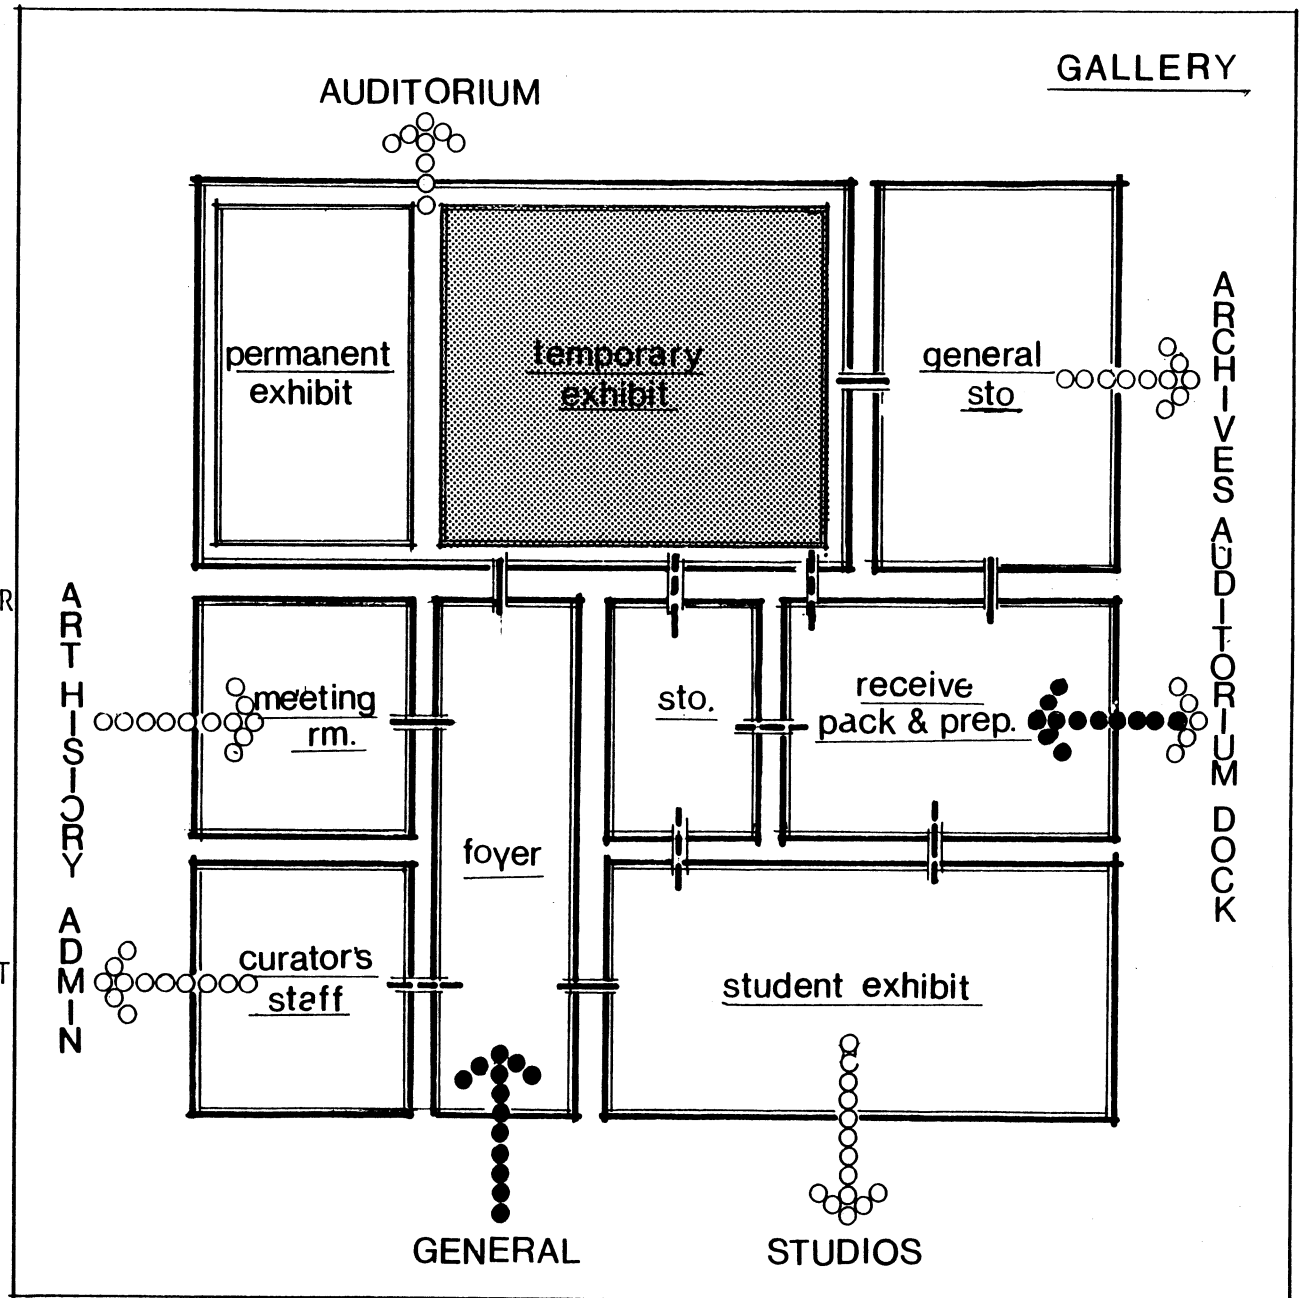 GALLERY
AUDITORIUM
permanent
exhibit
temporary
exhibit
general
sto
ARCHIVES AUDITORIUM DOCK
R
ART HISTORY ADMIN
meeting
rm.
sto.
receive
pack & prep.
foyer
curator's
staff
T
student exhibit
GENERAL
STUDIOS